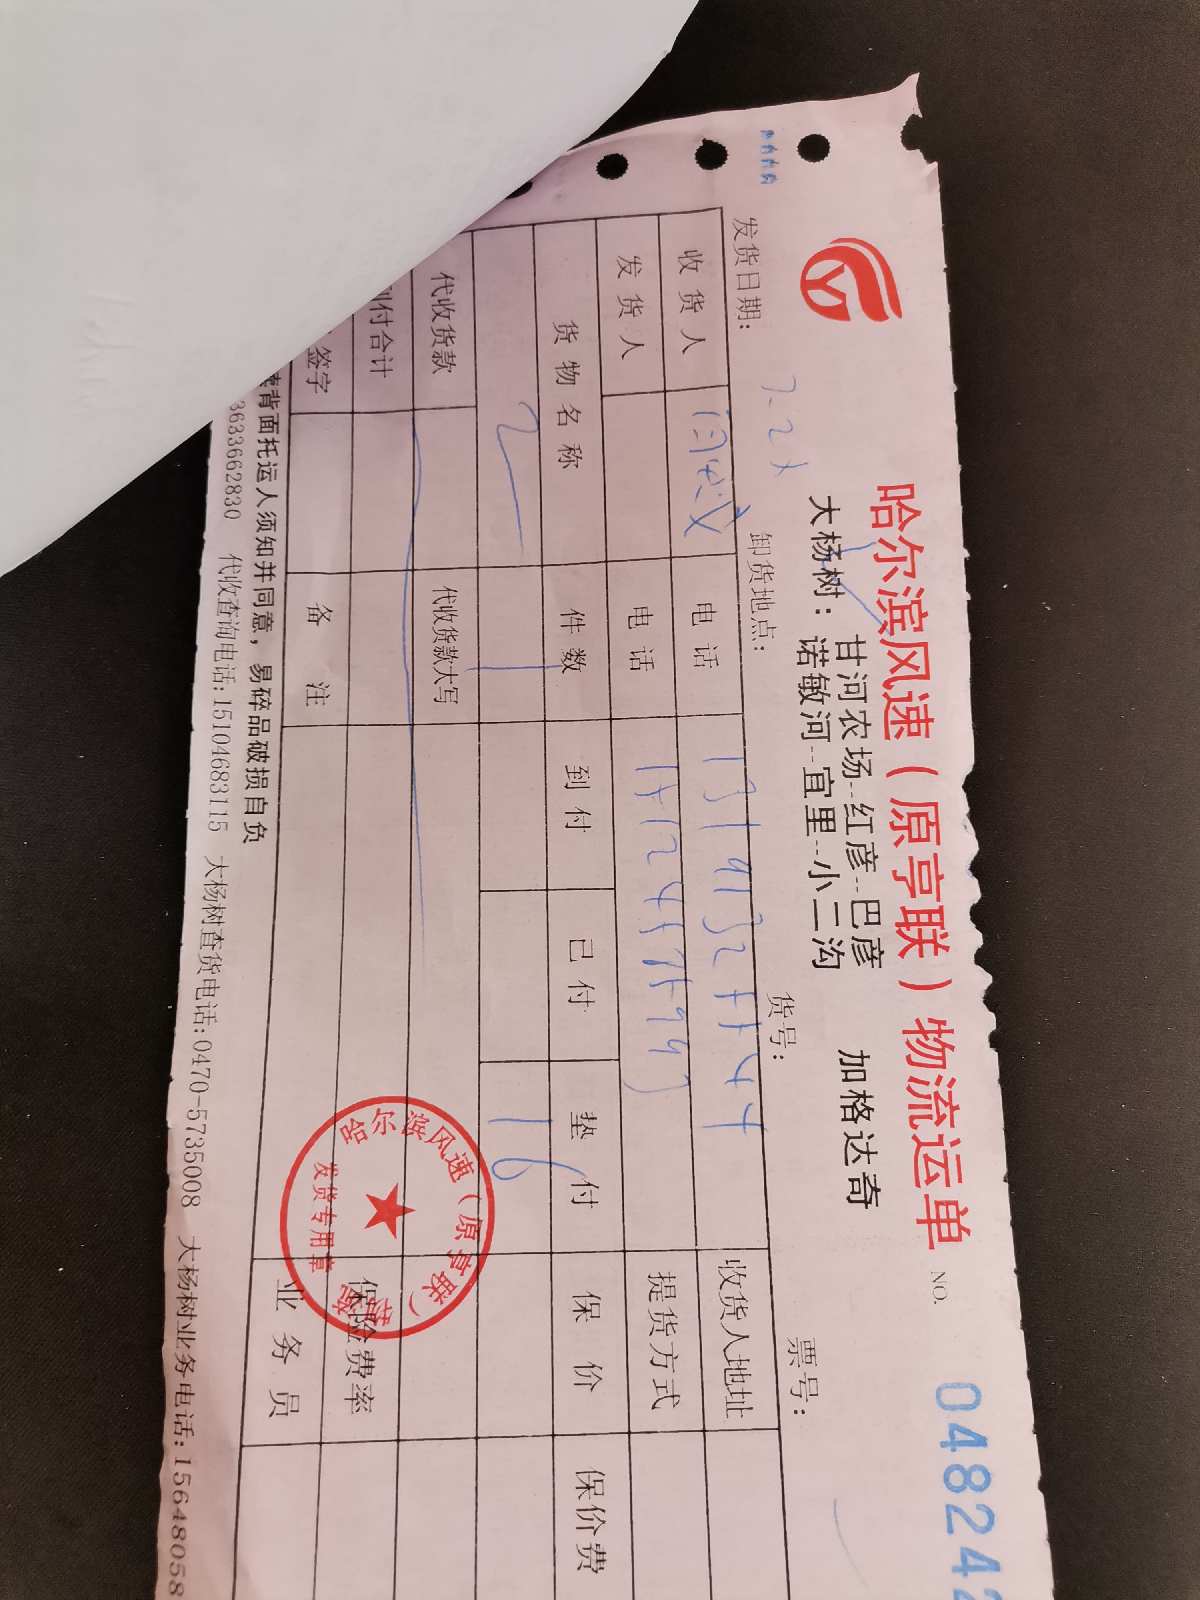 哈尔滨风速（原亨联）物流运单 NO. 04824
大杨树： 甘河农场--红彦--巴彦 加格达奇
诺敏河--宜里--小二沟
发货日期： 卸货地点： 货号： 票号：
收货人 电话 收货人地址
发货人 电话 提货方式
货物名称 件数 到付 已付 垫付 保价 保价费
1 16
代收货款 代收货款大写
付合计 保险费率
签字 备注 业务员
背面托运人须知并同意，易碎品破损自负
3633662830 代收查询电话:15104683115 大杨树查货电话:0470-5735008 大杨树业务电话:15648058
哈尔滨风速（原亨联）
发货专用章